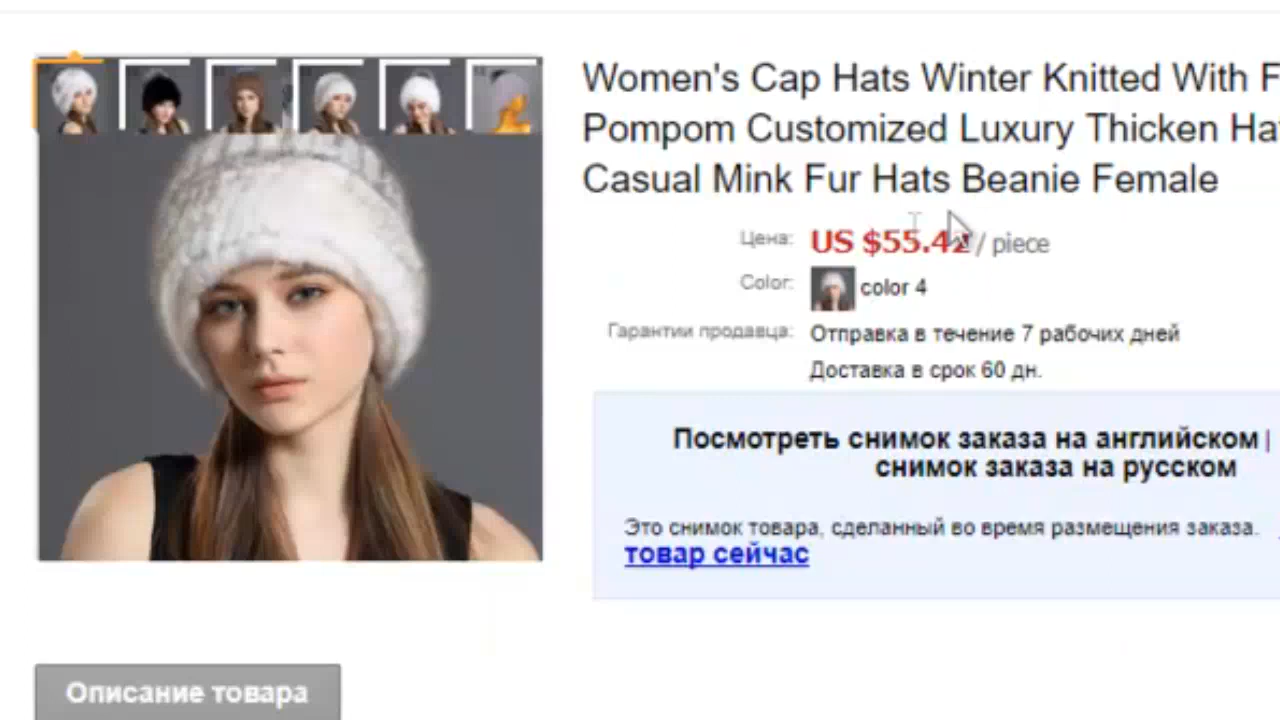 Women's Cap Hats Winter Knitted With
Pompom Customized Luxury Thicken
Casual Mink Fur Hats Beanie Female
Цена: US $55.42 / piece
Color: color 4
Гарантии продавца: Отправка в течение 7 рабочих дней
Доставка в срок 60 дн.
Посмотреть снимок заказа на английском |
снимок заказа на русском
Это снимок товара, сделанный во время размещения заказа.
товар сейчас
Описание товара